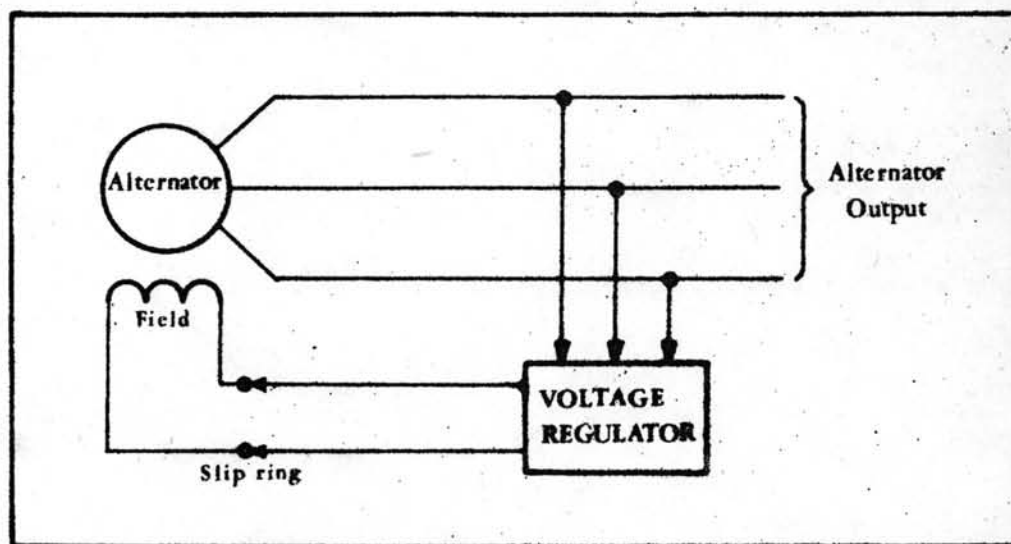 Alternator
Alternator
Output
Field
VOLTAGE
REGULATOR
Slip ring